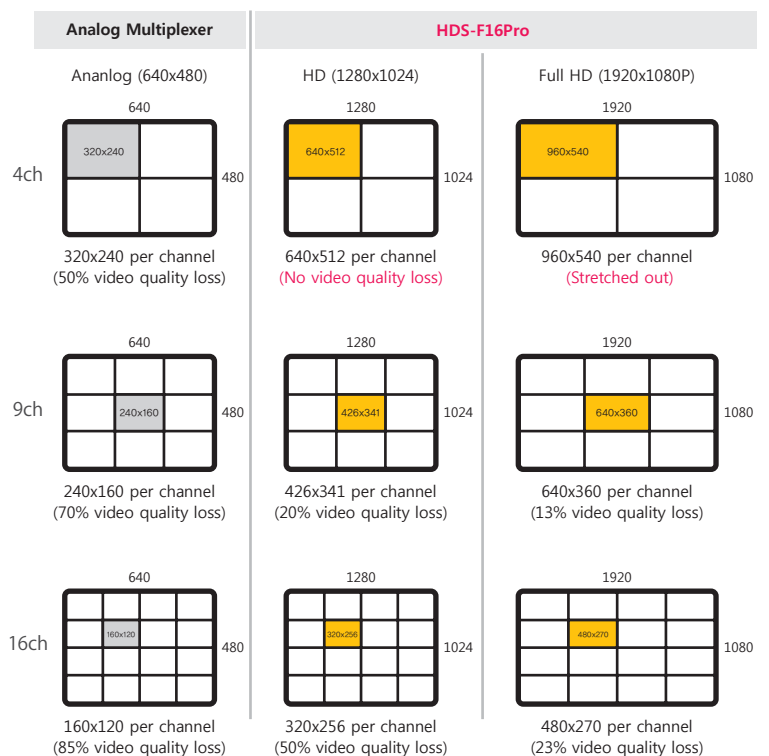 Analog Multiplexer
HDS-F16Pro
Ananlog (640x480)
HD (1280x1024)
Full HD (1920x1080P)
640
1280
1920
4ch
320x240
480
640x512
1024
960x540
1080
320x240 per channel
(50% video quality loss)
640x512 per channel
(No video quality loss)
960x540 per channel
(Stretched out)
640
1280
1920
9ch
240x160
480
426x341
1024
640x360
1080
240x160 per channel
(70% video quality loss)
426x341 per channel
(20% video quality loss)
640x360 per channel
(13% video quality loss)
640
1280
1920
16ch
160x120
480
320x256
1024
480x270
1080
160x120 per channel
(85% video quality loss)
320x256 per channel
(50% video quality loss)
480x270 per channel
(23% video quality loss)